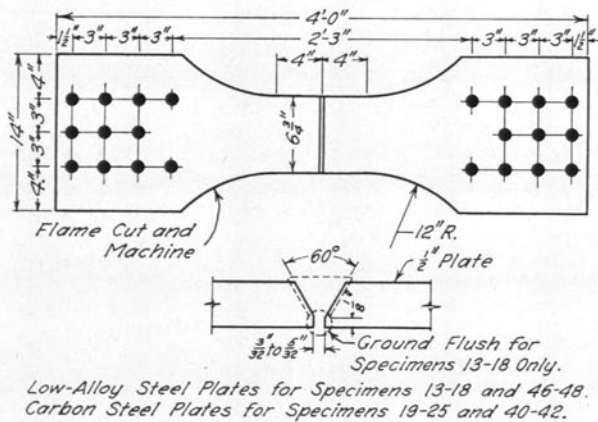 4'-0"
1½" 3" 3" 3" 2'-3" 3" 3" 3" 1½"
4" 4"
14"
4" 3" 3" 4"
6¾"
Flame Cut and
Machine
12" R.
60°
½" Plate
1/8"
3/32" to 5/32"
Ground Flush for
Specimens 13-18 Only.
Low-Alloy Steel Plates for Specimens 13-18 and 46-48.
Carbon Steel Plates for Specimens 19-25 and 40-42.